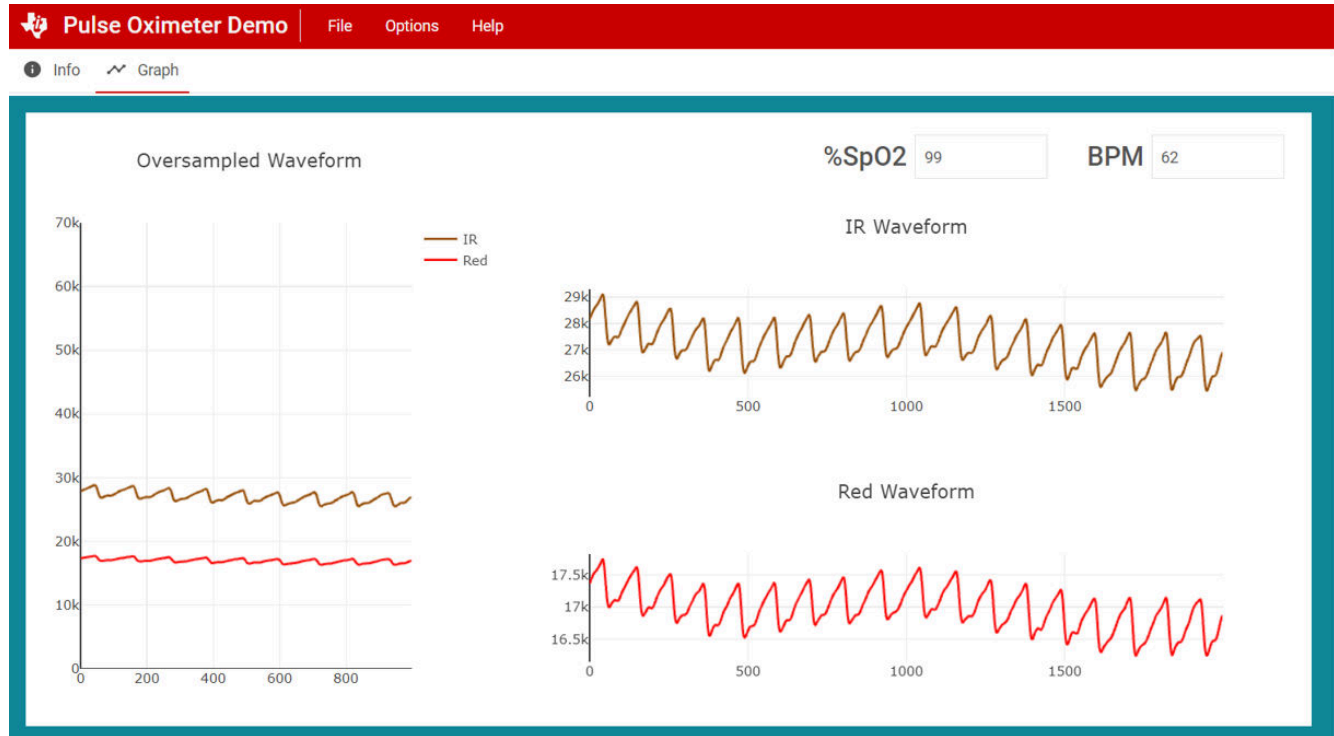 Pulse Oximeter Demo File Options Help
Info Graph
Oversampled Waveform
70k
60k
50k
40k
30k
20k
10k
0
0 200 400 600 800
IR
Red
%SpO2 99 BPM 62
IR Waveform
29k
28k
27k
26k
0 500 1000 1500
Red Waveform
17.5k
17k
16.5k
0 500 1000 1500